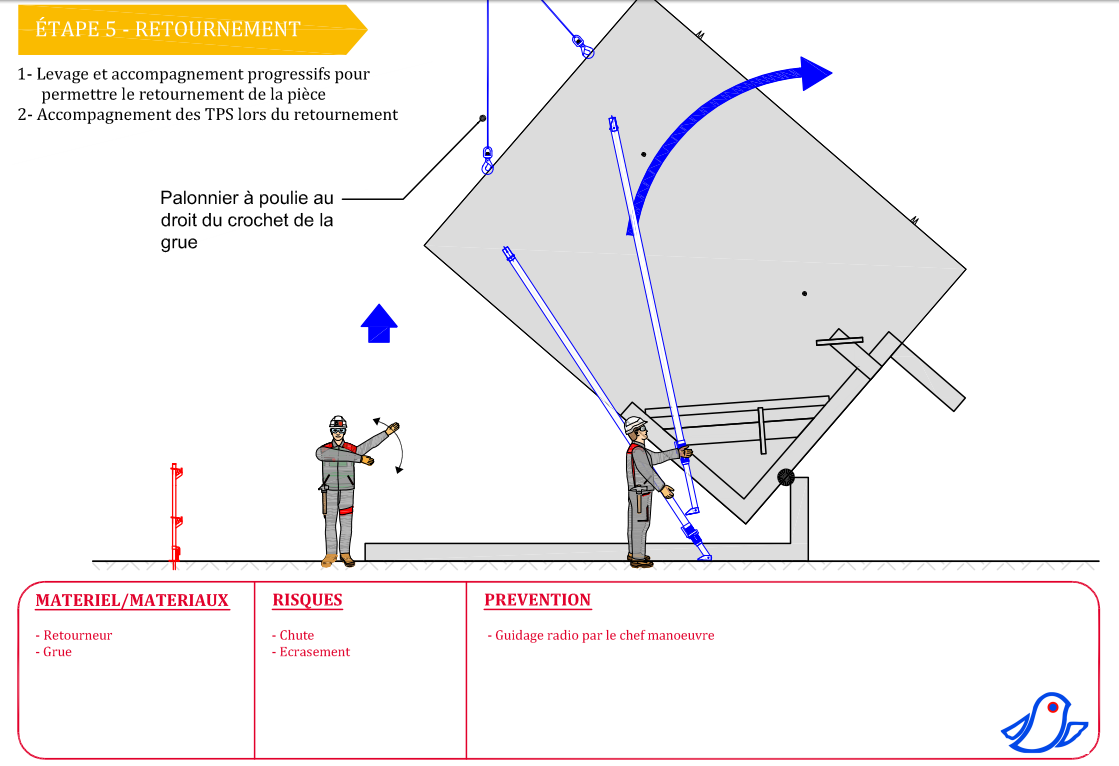 ÉTAPE 5 - RETOURNEMENT
1- Levage et accompagnement progressifs pour
permettre le retournement de la pièce
2- Accompagnement des TPS lors du retournement
Palonnier à poulie au
droit du crochet de la
grue
MATERIEL/MATERIAUX
- Retourneur
- Grue
RISQUES
- Chute
- Ecrasement
PREVENTION
- Guidage radio par le chef manoeuvre